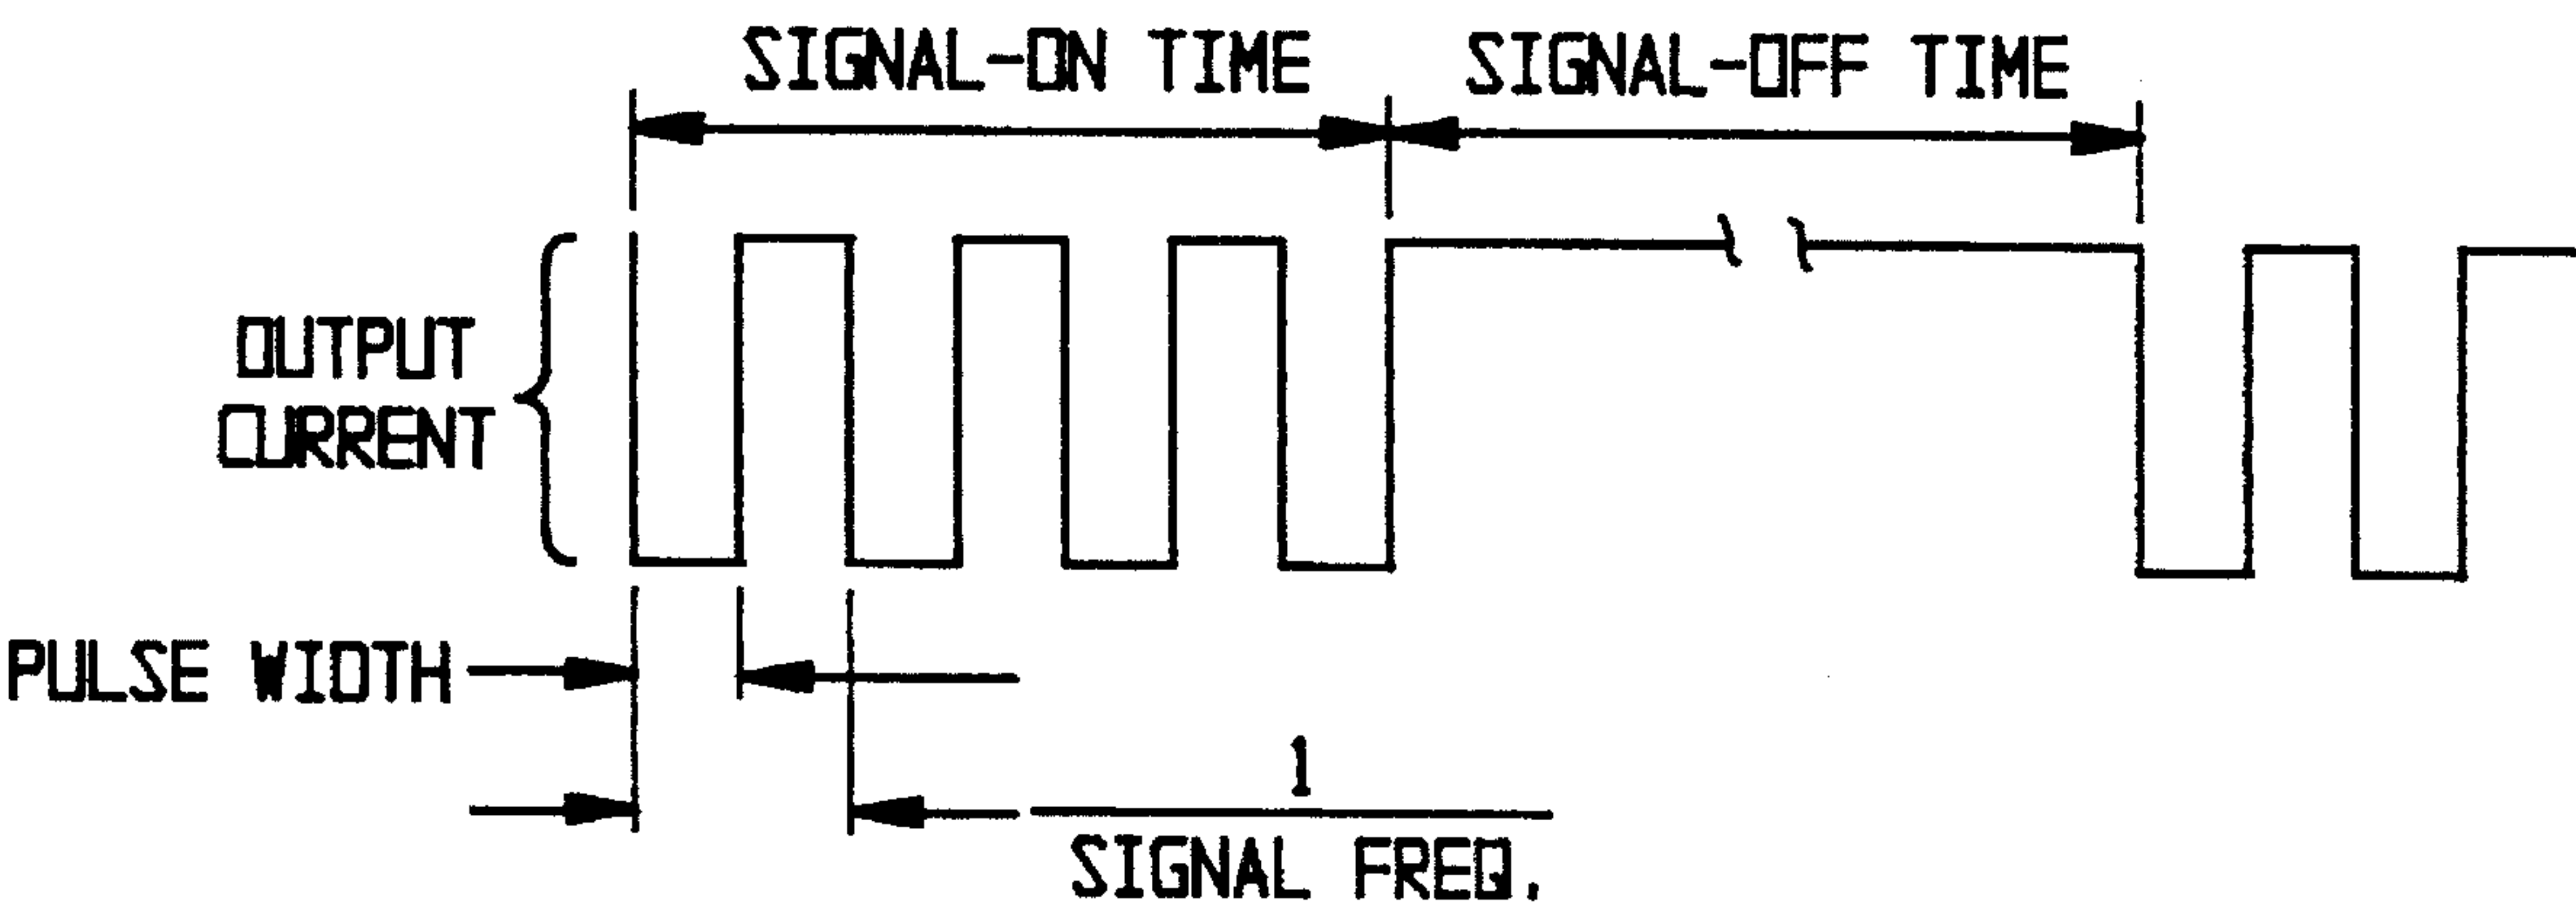 SIGNAL-ON TIME
SIGNAL-OFF TIME
OUTPUT
CURRENT
PULSE WIDTH
1
SIGNAL FREQ.